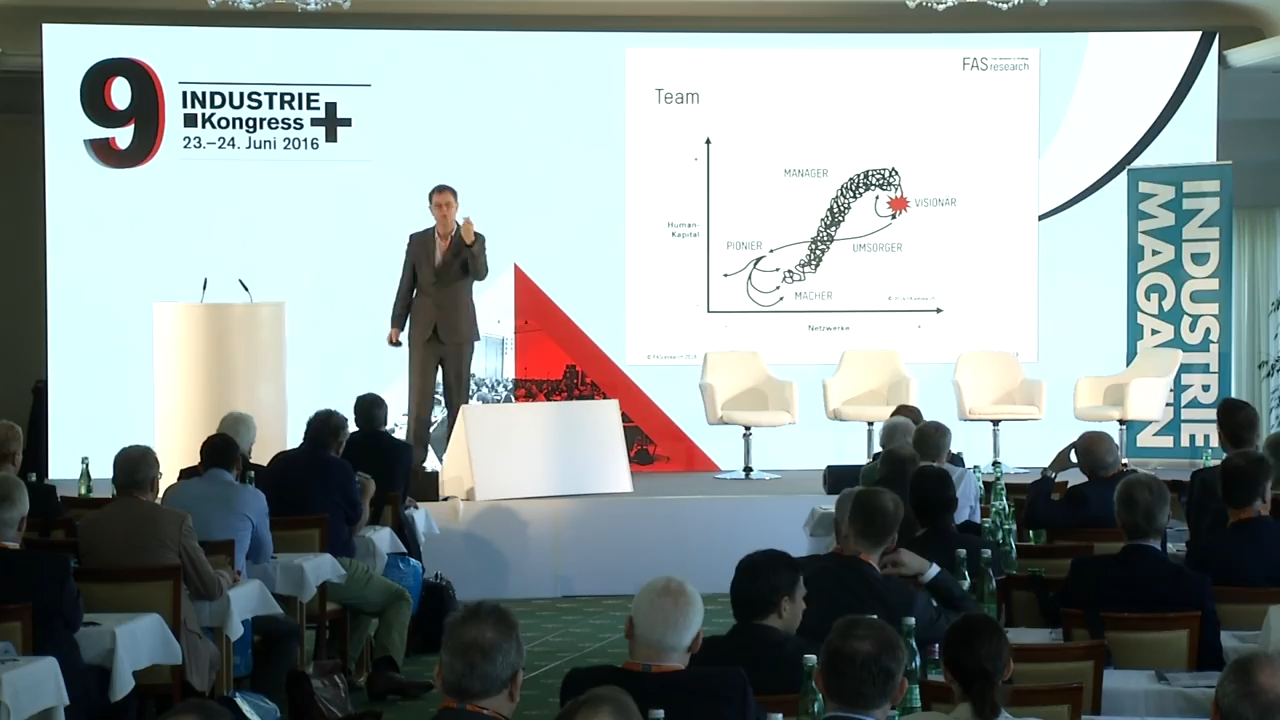 9
INDUSTRIE
Kongress +
23.–24. Juni 2016
FAS research
Team
MANAGER
VISIONÄR
Human-
Kapital
PIONIER
UMSORGER
MACHER
Netzwerke
INDUSTRIE
MAGAZIN